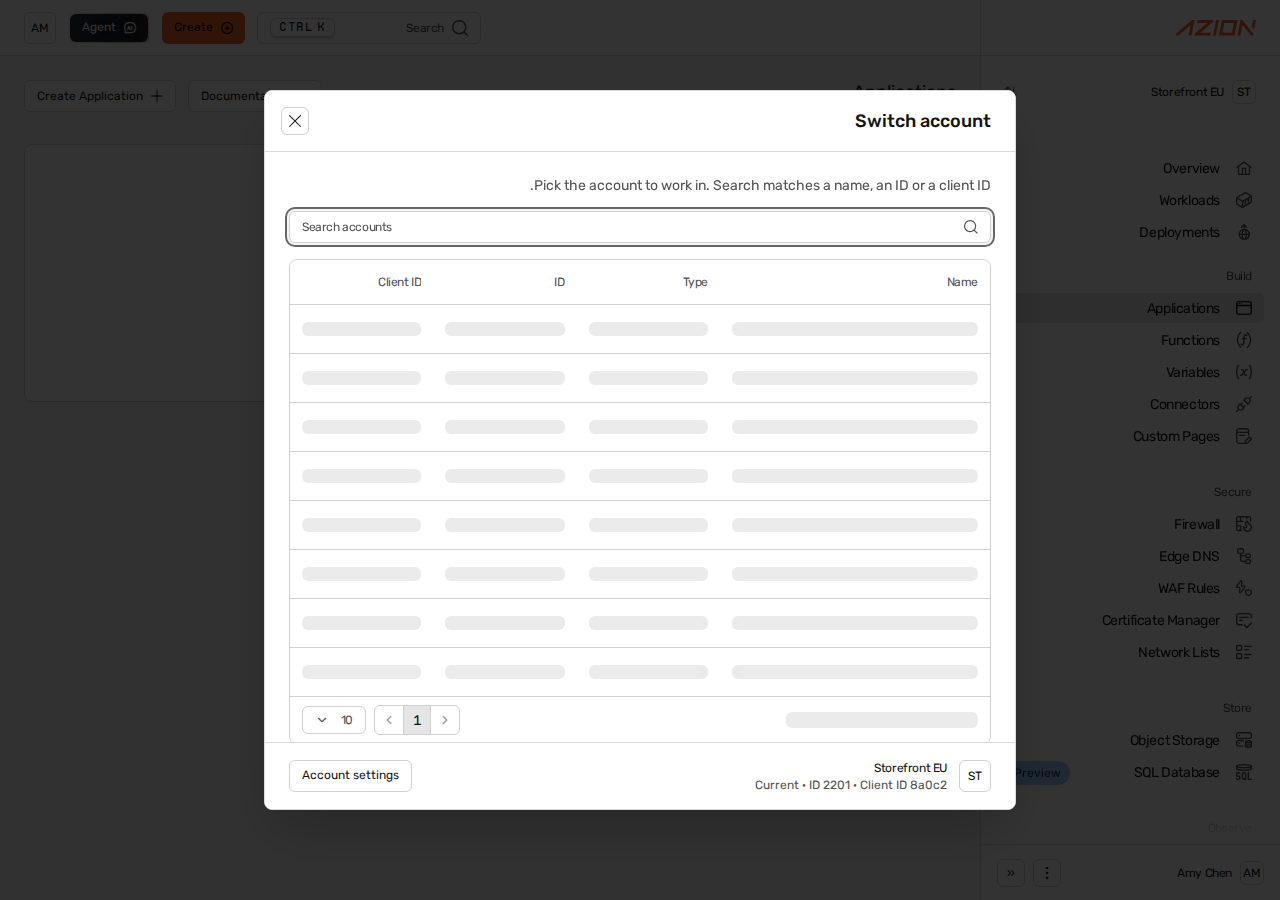 AM
Agent
Create
CTRL K
Search
AZION
Create Application
Storefront EU
ST
Switch account
.Pick the account to work in. Search matches a name, an ID or a client ID
Search accounts
Client ID
ID
Type
Name
10
1
Account settings
Storefront EU
Current • ID 2201 • Client ID 8a0c2
ST
Overview
Workloads
Deployments
Build
Applications
Functions
Variables
Connectors
Custom Pages
Secure
Firewall
Edge DNS
WAF Rules
Certificate Manager
Network Lists
Store
Object Storage
SQL Database
Preview
Observe
Amy Chen
AM